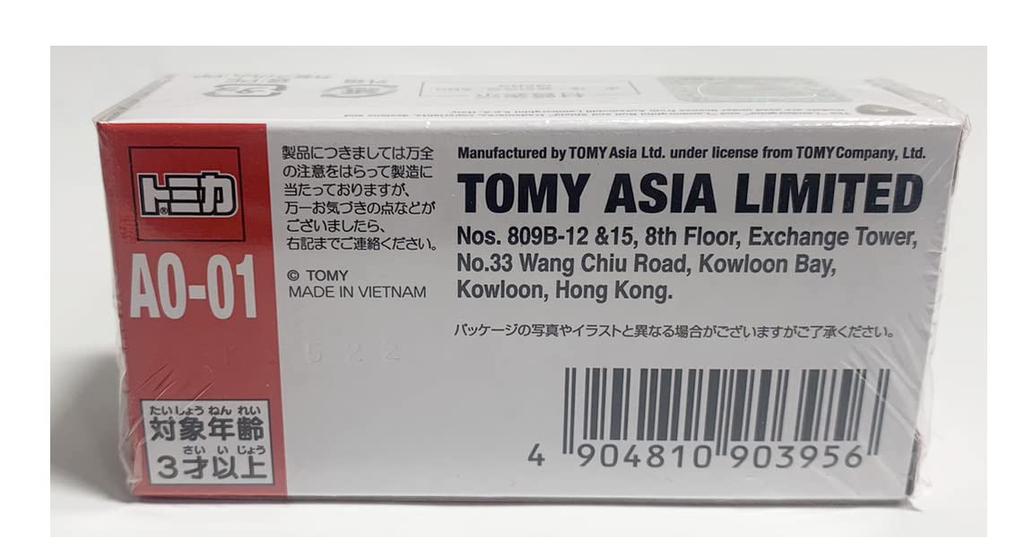 トミカ
®
AO-01
たいしょう ねん れい
対象年齢
さい い じょう
3才以上
製品につきましては万全
の注意をはらって製造に
当たっておりますが、
万一お気づきの点などが
ございましたら、
右記までご連絡ください。
© TOMY
MADE IN VIETNAM
522
Manufactured by TOMY Asia Ltd. under license from TOMY Company, Ltd.
TOMY ASIA LIMITED
Nos. 809B-12 &15, 8th Floor, Exchange Tower,
No.33 Wang Chiu Road, Kowloon Bay,
Kowloon, Hong Kong.
パッケージの写真やイラストと異なる場合がございますがご了承ください。
4 904810 903956